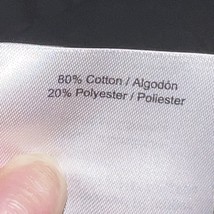 80% Cotton / Algodón
20% Polyester / Poliester